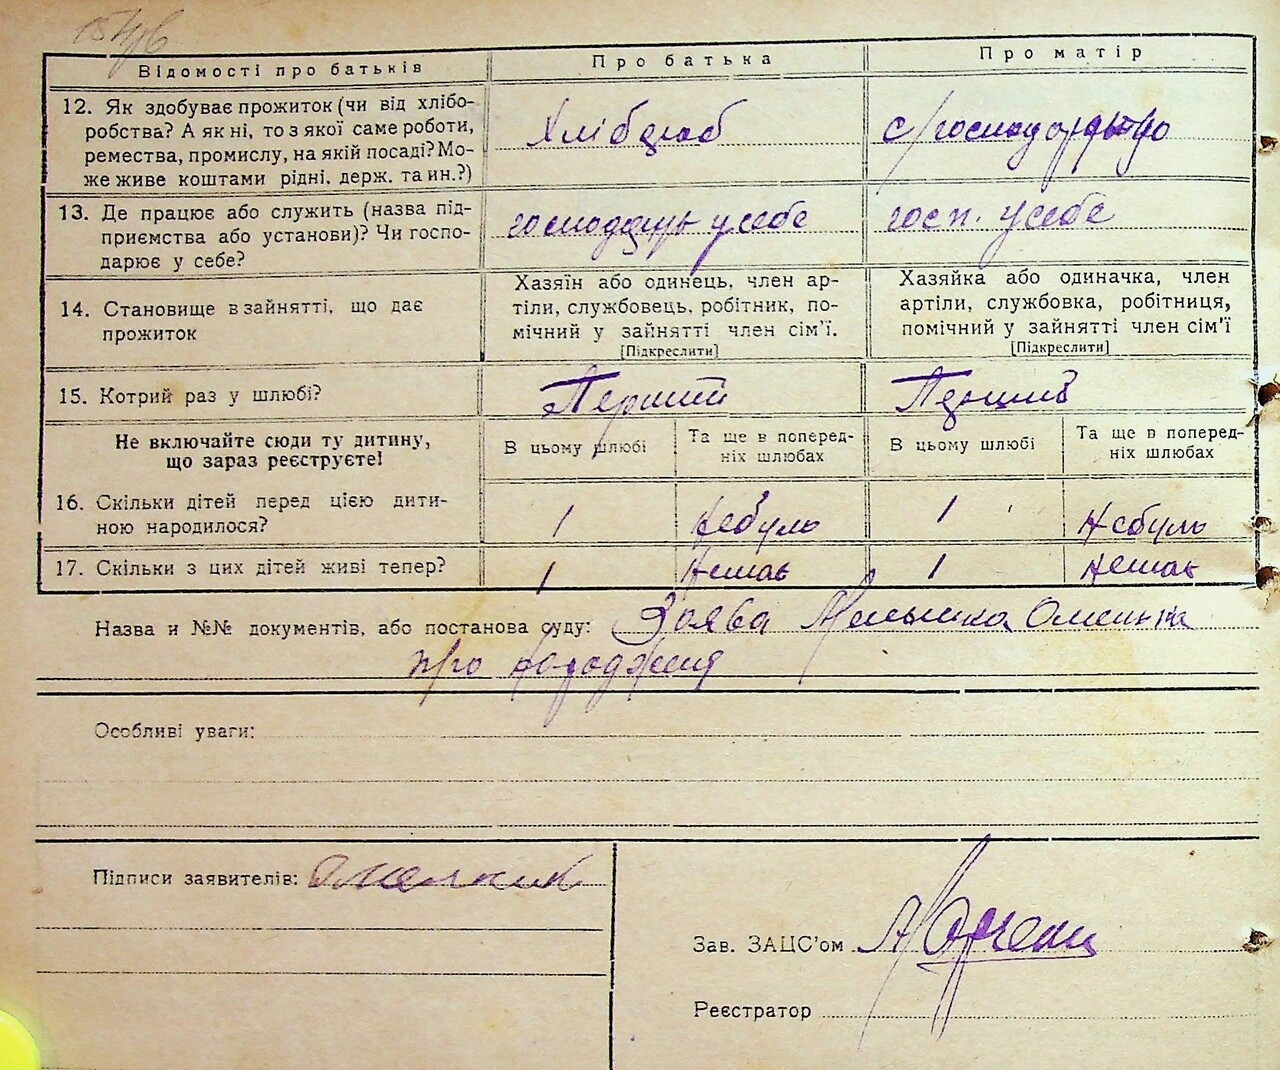 Відомості про батьків
Про батька
Про матір
12. Як здобуває прожиток (чи від хлібо-
робства? А як ні, то з якої саме роботи,
ремества, промислу, на якій посаді? Мо-
же живе коштами рідні, держ. та ин.?)
Хлібороб
с/господарство
13. Де працює або служить (назва під-
приємства або установи)? Чи госпо-
дарює у себе?
господарує у себе
госп. у себе
14. Становище в зайнятті, що дає
прожиток
Хазяїн або одинець, член ар-
тіли, службовець, робітник, по-
мічний у зайнятті член сім'ї.
[Підкреслити]
Хазяйка або одиначка, член
артіли, службовка, робітниця,
помічний у зайнятті член сім'ї
[Підкреслити]
15. Котрий раз у шлюбі?
Перший
Перший
Не включайте сюди ту дитину,
що зараз реєструєте!
В цьому шлюбі
Та ще в поперед-
ніх шлюбах
В цьому шлюбі
Та ще в поперед-
ніх шлюбах
16. Скільки дітей перед цією дити-
ною народилося?
1
Небуло
1
Небуло
17. Скільки з цих дітей живі тепер?
1
Немає
1
Немає
Назва и №№ документів, або постанова суду: Заява
про народження
Особливі уваги:
Підписи заявителів:
Зав. ЗАЦС'ом
Реєстратор